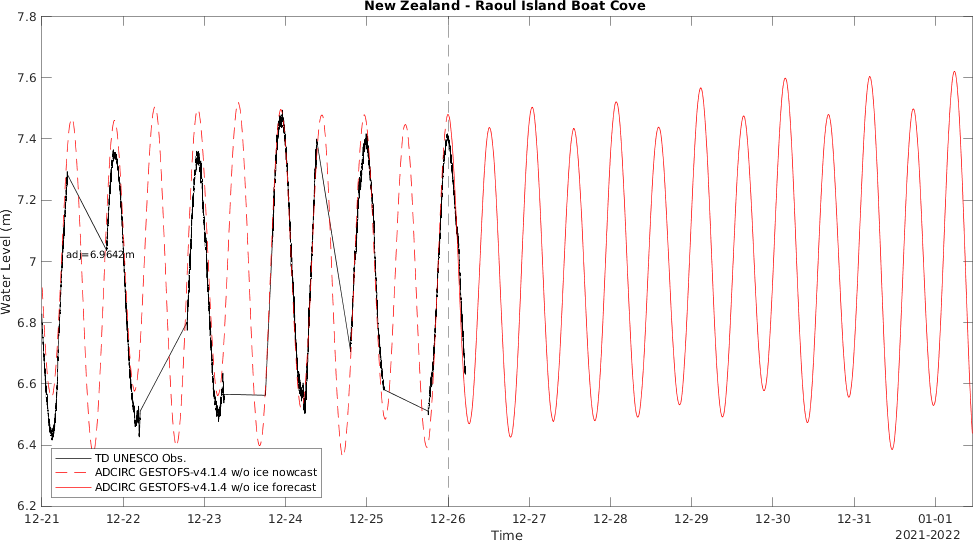 New Zealand - Raoul Island Boat Cove
7.8
7.6
7.4
7.2
7
6.8
6.6
6.4
6.2
Water Level (m)
adj=6.9642m
TD UNESCO Obs.
ADCIRC GESTOFS-v4.1.4 w/o ice nowcast
ADCIRC GESTOFS-v4.1.4 w/o ice forecast
12-21 12-22 12-23 12-24 12-25 12-26 12-27 12-28 12-29 12-30 12-31 01-01
Time
2021-2022